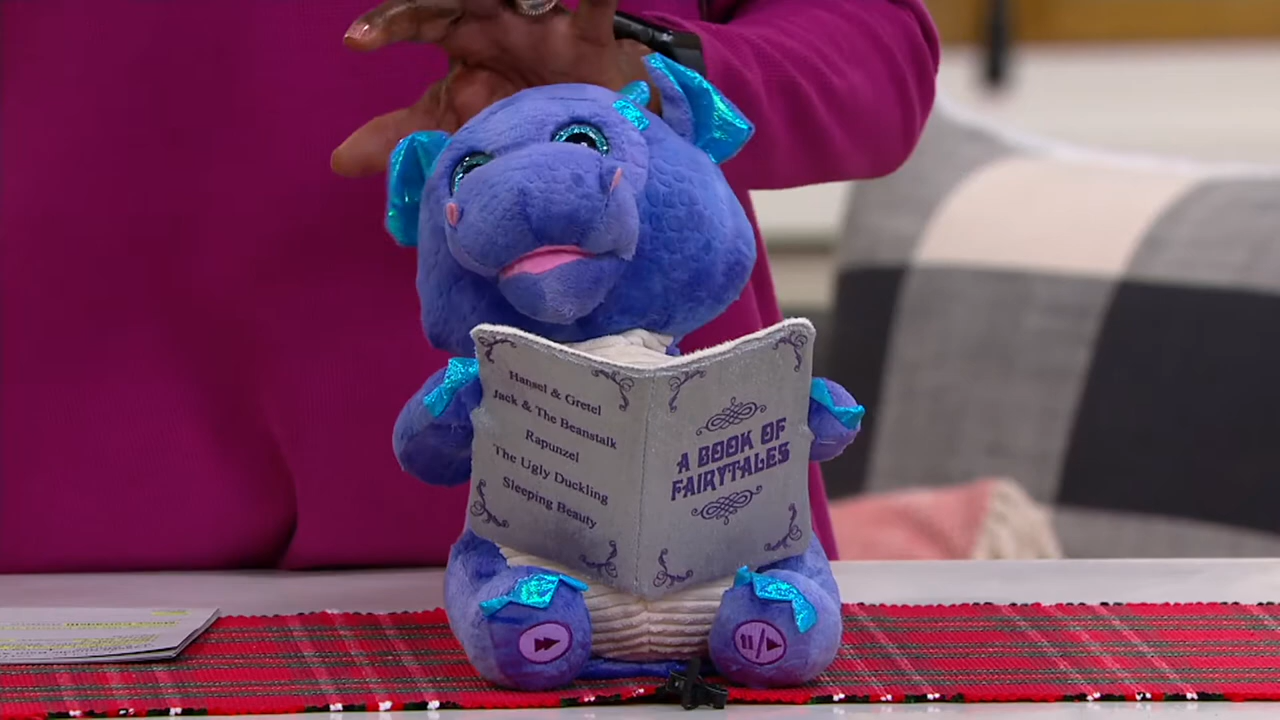 Hansel & Gretel
Jack & The Beanstalk
Rapunzel
The Ugly Duckling
Sleeping Beauty
A BOOK OF
FAIRYTALES